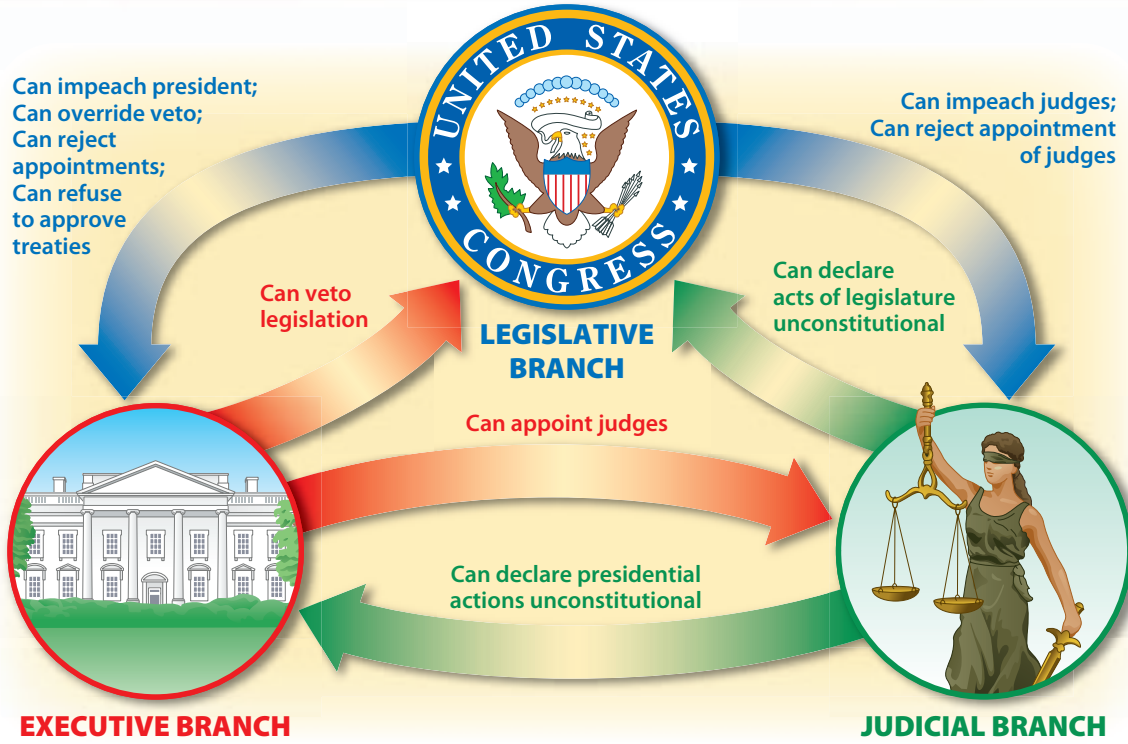 UNITED STATES
CONGRESS
Can impeach president;
Can override veto;
Can reject
appointments;
Can refuse
to approve
treaties
Can impeach judges;
Can reject appointment
of judges
Can veto
legislation
Can declare
acts of legislature
unconstitutional
LEGISLATIVE
BRANCH
Can appoint judges
Can declare presidential
actions unconstitutional
EXECUTIVE BRANCH
JUDICIAL BRANCH